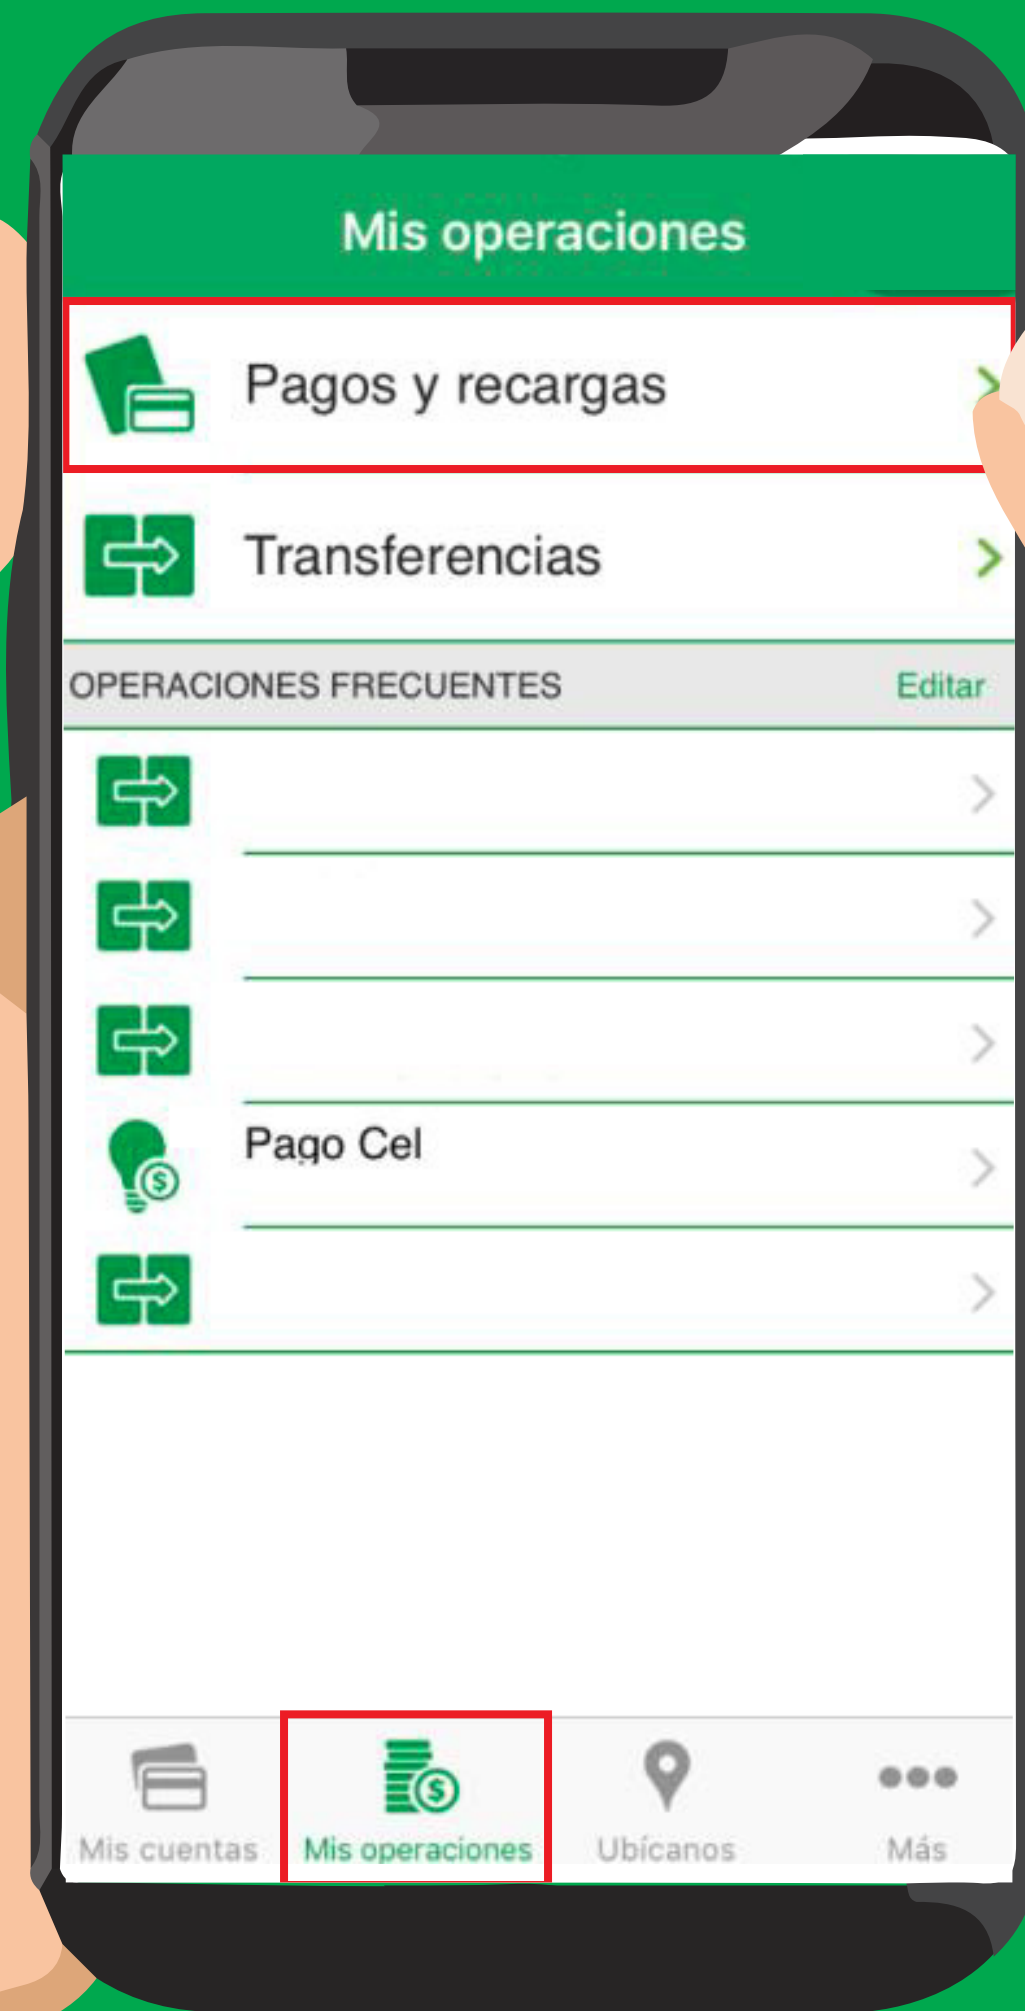 Mis operaciones
Pagos y recargas
Transferencias
OPERACIONES FRECUENTES Editar
Pago Cel
Mis cuentas Mis operaciones Ubícanos Más